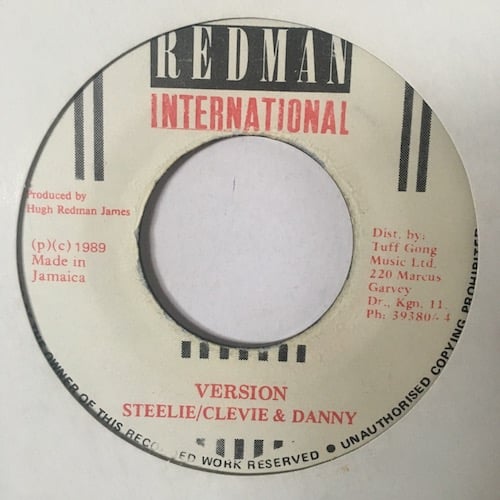 REDMAN
INTERNATIONAL
Produced by
Hugh Redman James
(p)(c) 1989
Made in
Jamaica
Dist. by:
Tuff Gong
Music Ltd.
220 Marcus
Garvey
Dr., Kgn. 11.
Ph: 39380/-4
VERSION
STEELIE/CLEVIE & DANNY
OWNER OF THIS RECO ED WORK RESERVED ● UNAUTHORISED COPYING PROHIBITE